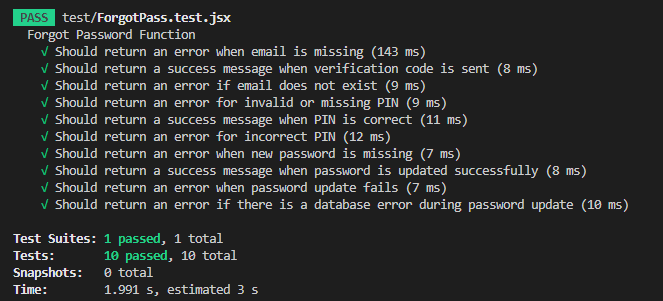 PASS test/ForgotPass.test.jsx
Forgot Password Function
√ Should return an error when email is missing (143 ms)
√ Should return a success message when verification code is sent (8 ms)
√ Should return an error if email does not exist (9 ms)
√ Should return an error for invalid or missing PIN (9 ms)
√ Should return a success message when PIN is correct (11 ms)
√ Should return an error for incorrect PIN (12 ms)
√ Should return an error when new password is missing (7 ms)
√ Should return a success message when password is updated successfully (8 ms)
√ Should return an error when password update fails (7 ms)
√ Should return an error if there is a database error during password update (10 ms)
Test Suites: 1 passed, 1 total
Tests: 10 passed, 10 total
Snapshots: 0 total
Time: 1.991 s, estimated 3 s